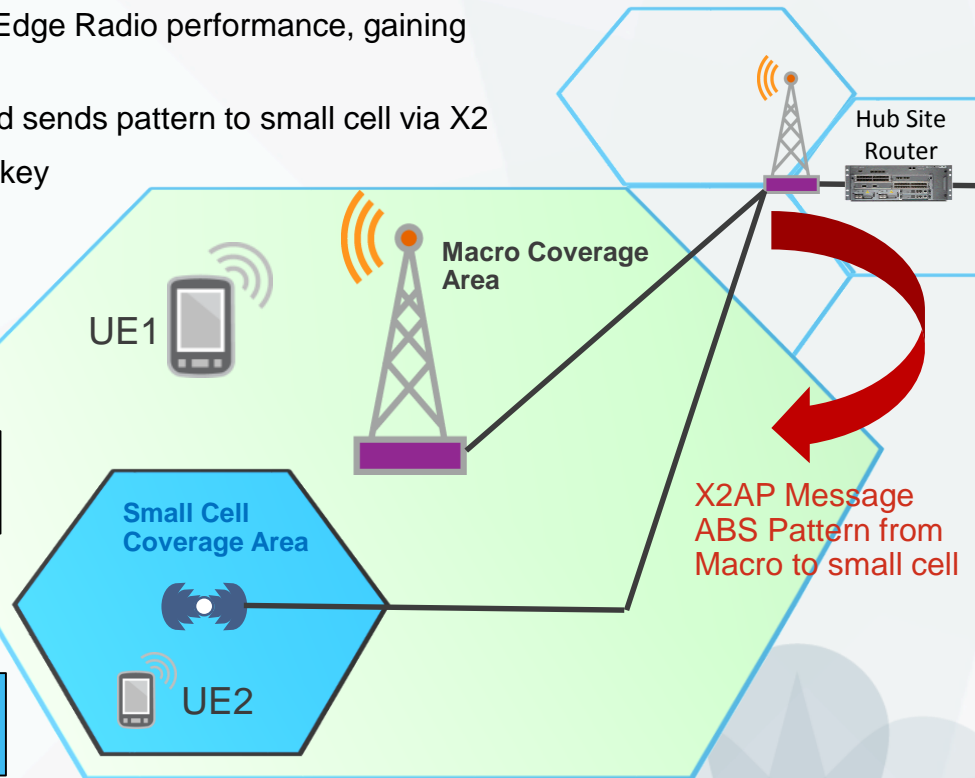 Edge Radio performance, gaining
d sends pattern to small cell via X2
key
Hub Site
Router
Macro Coverage
Area
UE1
Small Cell
Coverage Area
X2AP Message
ABS Pattern from
Macro to small cell
UE2